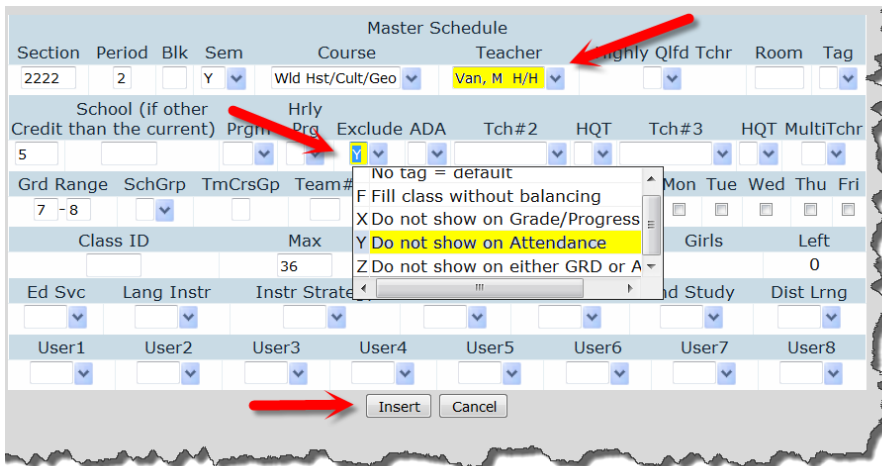 Master Schedule
Section Period Blk Sem Course Teacher Highly Qlfd Tchr Room Tag
2222 2 Y Wld Hst/Cult/Geo Van, M H/H
School (if other Hrly
Credit than the current) Prgm Prg Exclude ADA Tch#2 HQT Tch#3 HQT MultiTchr
5 Y
No tag = default
Grd Range SchGrp TmCrsGp Team# F Fill class without balancing Mon Tue Wed Thu Fri
7 - 8 X Do not show on Grade/Progress
Class ID Max Y Do not show on Attendance Girls Left
36 Z Do not show on either GRD or A 0
Ed Svc Lang Instr Instr Study Dist Lrng
User1 User2 User3 User4 User5 User6 User7 User8
Insert Cancel